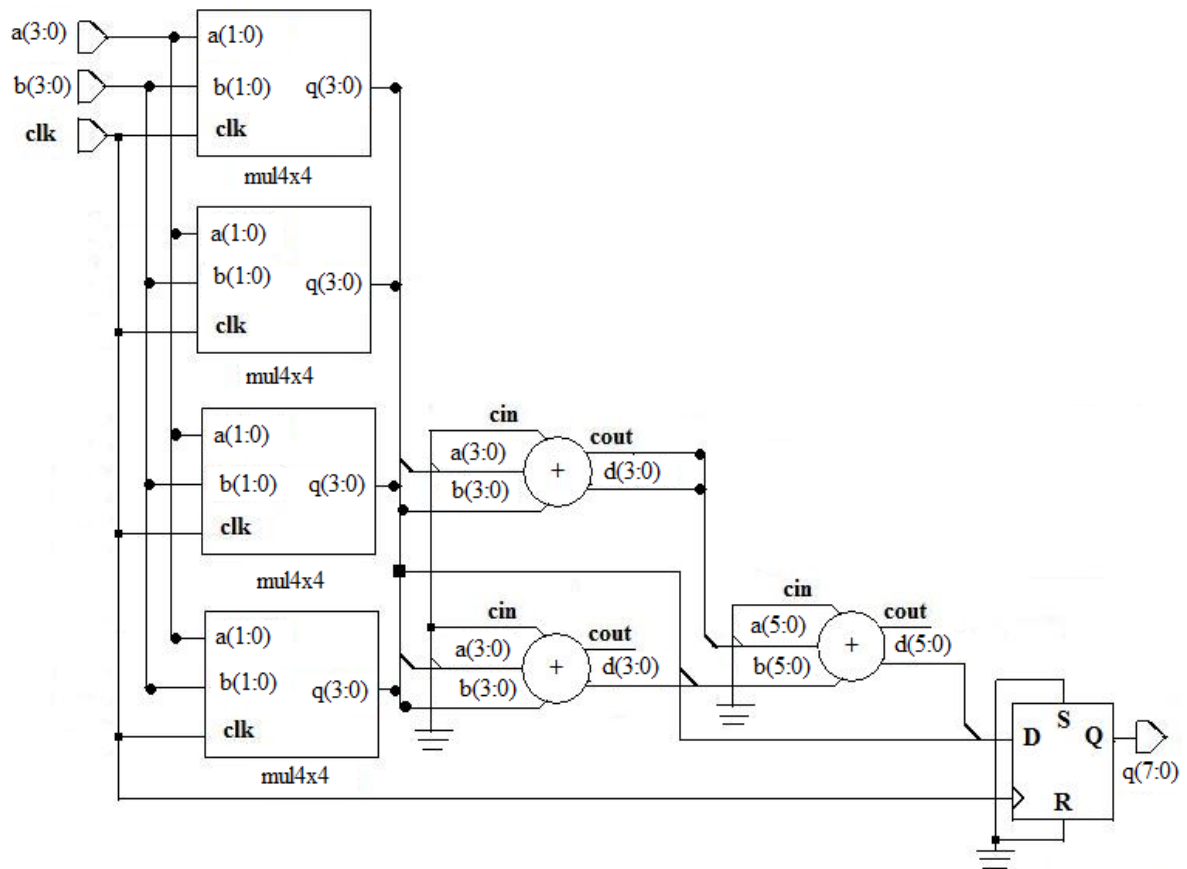 a(3:0)
b(3:0)
clk
a(1:0)
b(1:0)
q(3:0)
clk
mul4x4
a(1:0)
b(1:0)
q(3:0)
clk
mul4x4
a(1:0)
b(1:0)
q(3:0)
clk
mul4x4
a(1:0)
b(1:0)
q(3:0)
clk
mul4x4
cin
a(3:0)
b(3:0)
+
cout
d(3:0)
cin
a(3:0)
b(3:0)
+
cout
d(3:0)
cin
a(5:0)
b(5:0)
+
cout
d(5:0)
S
D
Q
R
q(7:0)